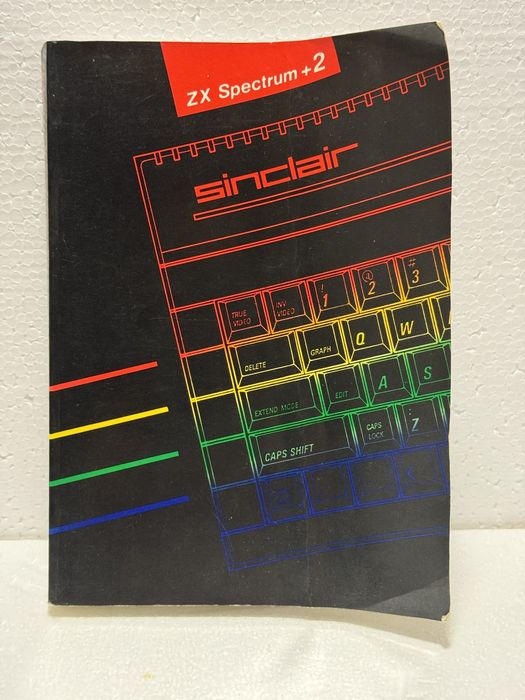 ZX Spectrum +2
sinclair
TRUE VIDEO
INV VIDEO
! 1
@ 2
# 3
DELETE
GRAPH
Q
W
EXTEND MODE
EDIT
A
S
CAPS SHIFT
CAPS LOCK
: Z